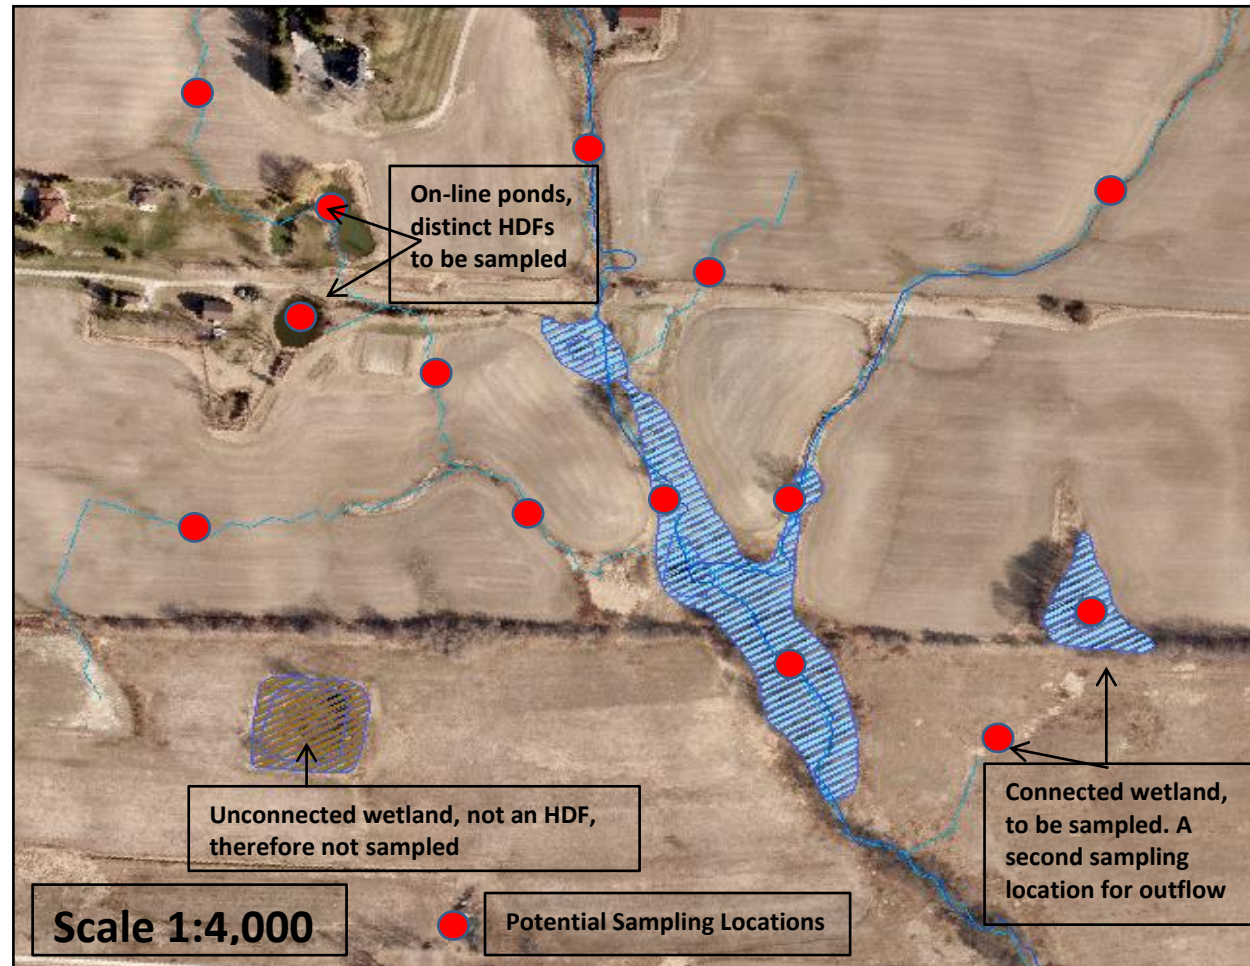 On-line ponds,
distinct HDFs
to be sampled
Unconnected wetland, not an HDF,
therefore not sampled
Connected wetland,
to be sampled. A
second sampling
location for outflow
Scale 1:4,000
Potential Sampling Locations